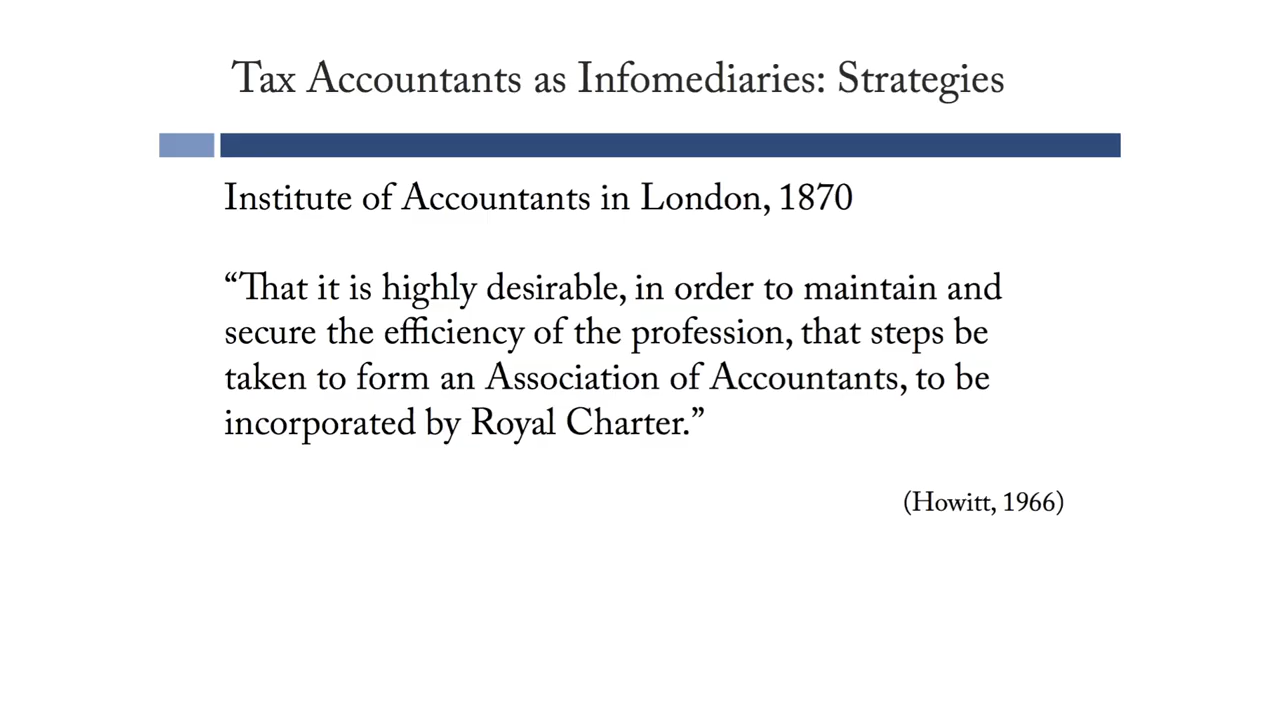 Tax Accountants as Infomediaries: Strategies
Institute of Accountants in London, 1870
“That it is highly desirable, in order to maintain and
secure the efficiency of the profession, that steps be
taken to form an Association of Accountants, to be
incorporated by Royal Charter.”
(Howitt, 1966)